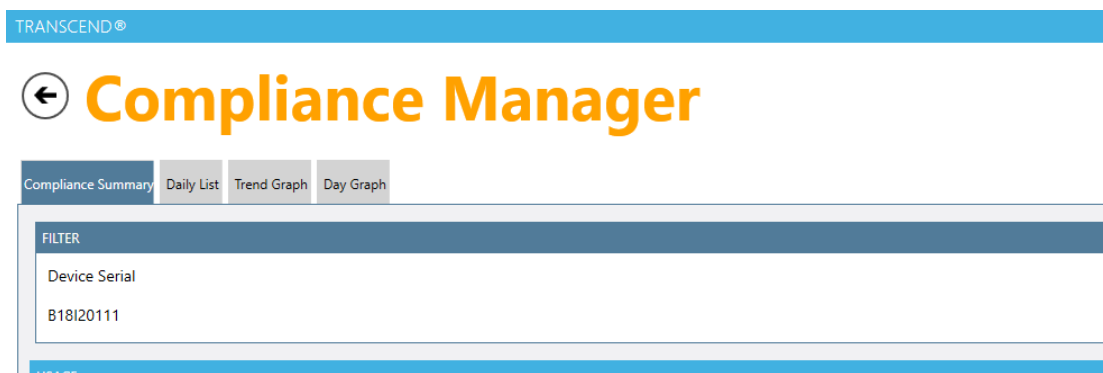 TRANSCEND®
Compliance Manager
Compliance Summary Daily List Trend Graph Day Graph
FILTER
Device Serial
B18I20111